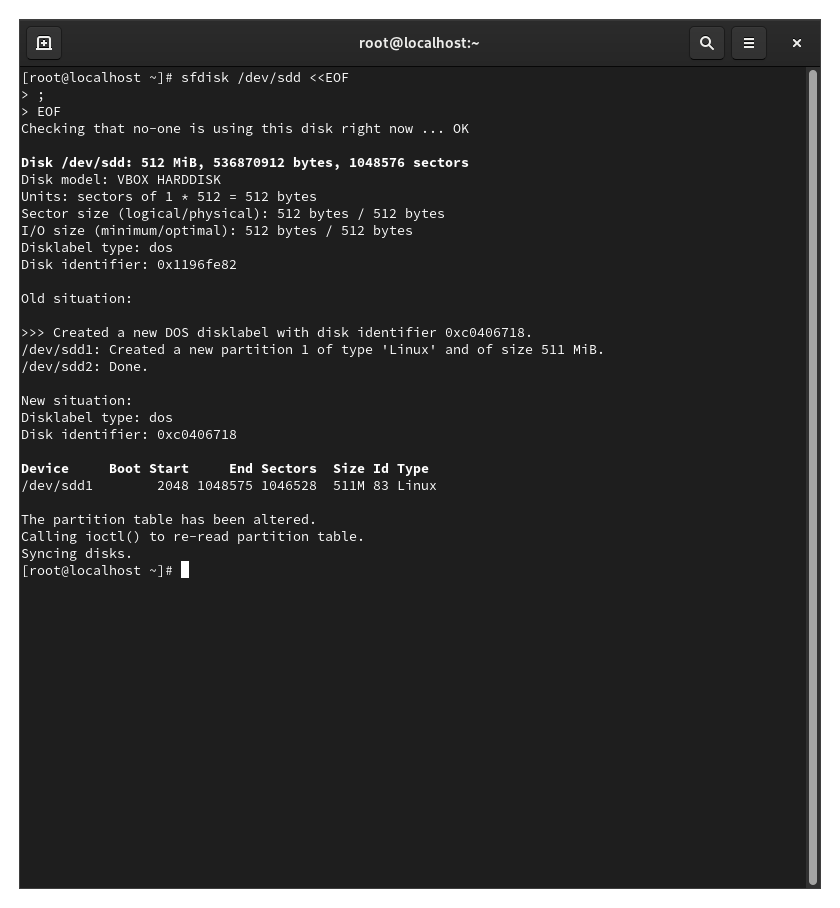 root@localhost:~
[root@localhost ~]# sfdisk /dev/sdd <<EOF
> ;
> EOF
Checking that no-one is using this disk right now ... OK
Disk /dev/sdd: 512 MiB, 536870912 bytes, 1048576 sectors
Disk model: VBOX HARDDISK
Units: sectors of 1 * 512 = 512 bytes
Sector size (logical/physical): 512 bytes / 512 bytes
I/O size (minimum/optimal): 512 bytes / 512 bytes
Disklabel type: dos
Disk identifier: 0x1196fe82
Old situation:
>>> Created a new DOS disklabel with disk identifier 0xc0406718.
/dev/sdd1: Created a new partition 1 of type 'Linux' and of size 511 MiB.
/dev/sdd2: Done.
New situation:
Disklabel type: dos
Disk identifier: 0xc0406718
Device     Boot Start     End Sectors  Size Id Type
/dev/sdd1        2048 1048575 1046528  511M 83 Linux
The partition table has been altered.
Calling ioctl() to re-read partition table.
Syncing disks.
[root@localhost ~]#